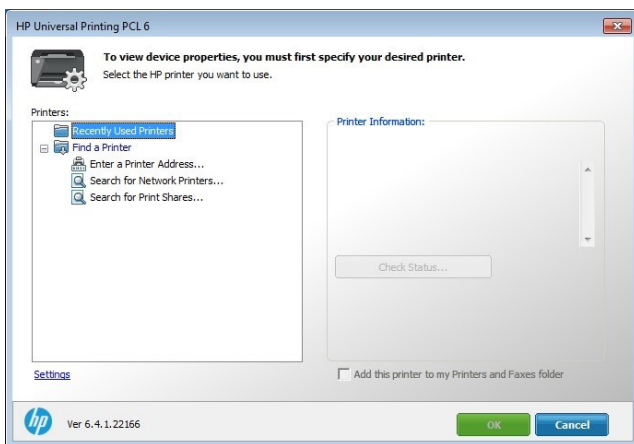 HP Universal Printing PCL 6
To view device properties, you must first specify your desired printer.
Select the HP printer you want to use.
Printers:
Recently Used Printers
Find a Printer
Enter a Printer Address...
Search for Network Printers...
Search for Print Shares...
Printer Information:
Check Status...
Settings
Add this printer to my Printers and Faxes folder
hp
Ver 6.4.1.22166
OK
Cancel